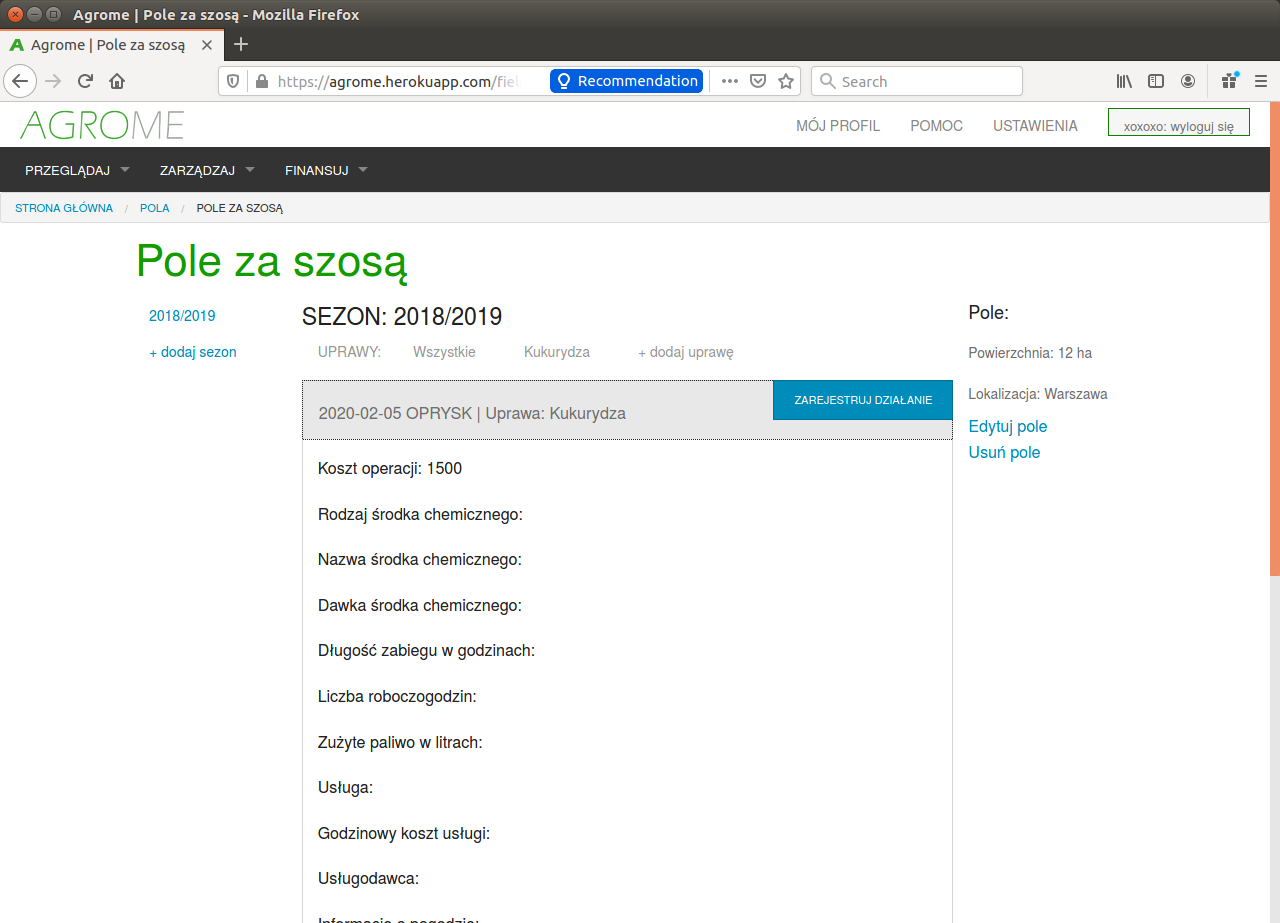 Agrome | Pole za szosą - Mozilla Firefox
Agrome | Pole za szosą
https://agrome.herokuapp.com/fiel
Recommendation
Search
AGROME
MÓJ PROFIL POMOC USTAWIENIA xoxoxo: wyloguj się
PRZEGLĄDAJ ZARZĄDZAJ FINANSUJ
STRONA GŁÓWNA / POLA / POLE ZA SZOSĄ
Pole za szosą
2018/2019
+ dodaj sezon
SEZON: 2018/2019
UPRAWY: Wszystkie Kukurydza + dodaj uprawę
2020-02-05 OPRYSK | Uprawa: Kukurydza
ZAREJESTRUJ DZIAŁANIE
Koszt operacji: 1500
Rodzaj środka chemicznego:
Nazwa środka chemicznego:
Dawka środka chemicznego:
Długość zabiegu w godzinach:
Liczba roboczogodzin:
Zużyte paliwo w litrach:
Usługa:
Godzinowy koszt usługi:
Usługodawca:
Informacje o pogodzie:
Pole:
Powierzchnia: 12 ha
Lokalizacja: Warszawa
Edytuj pole
Usuń pole